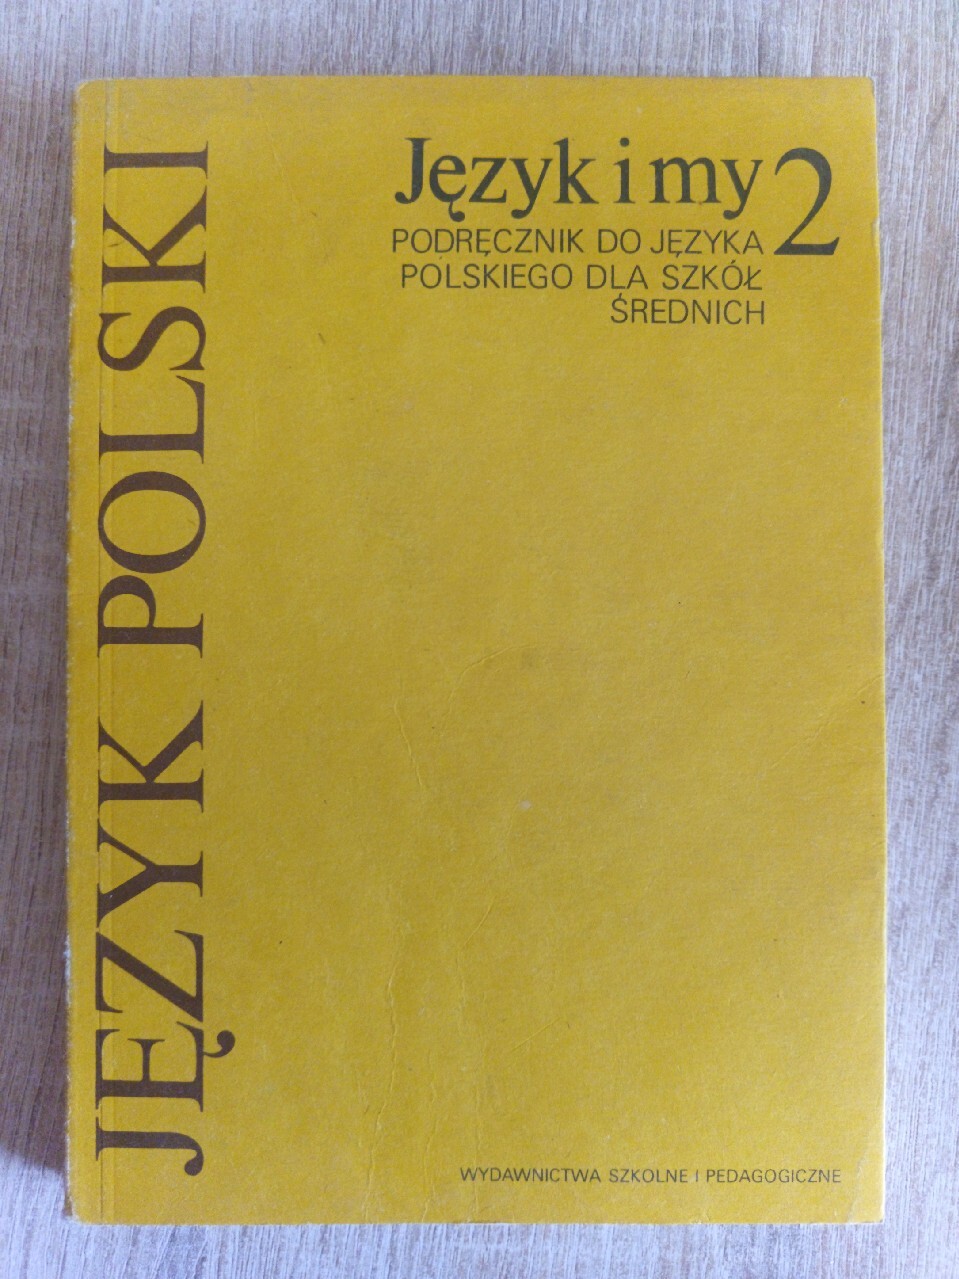 JĘZYK POLSKI
Język i my 2
PODRĘCZNIK DO JĘZYKA
POLSKIEGO DLA SZKÓŁ
ŚREDNICH
WYDAWNICTWA SZKOLNE I PEDAGOGICZNE